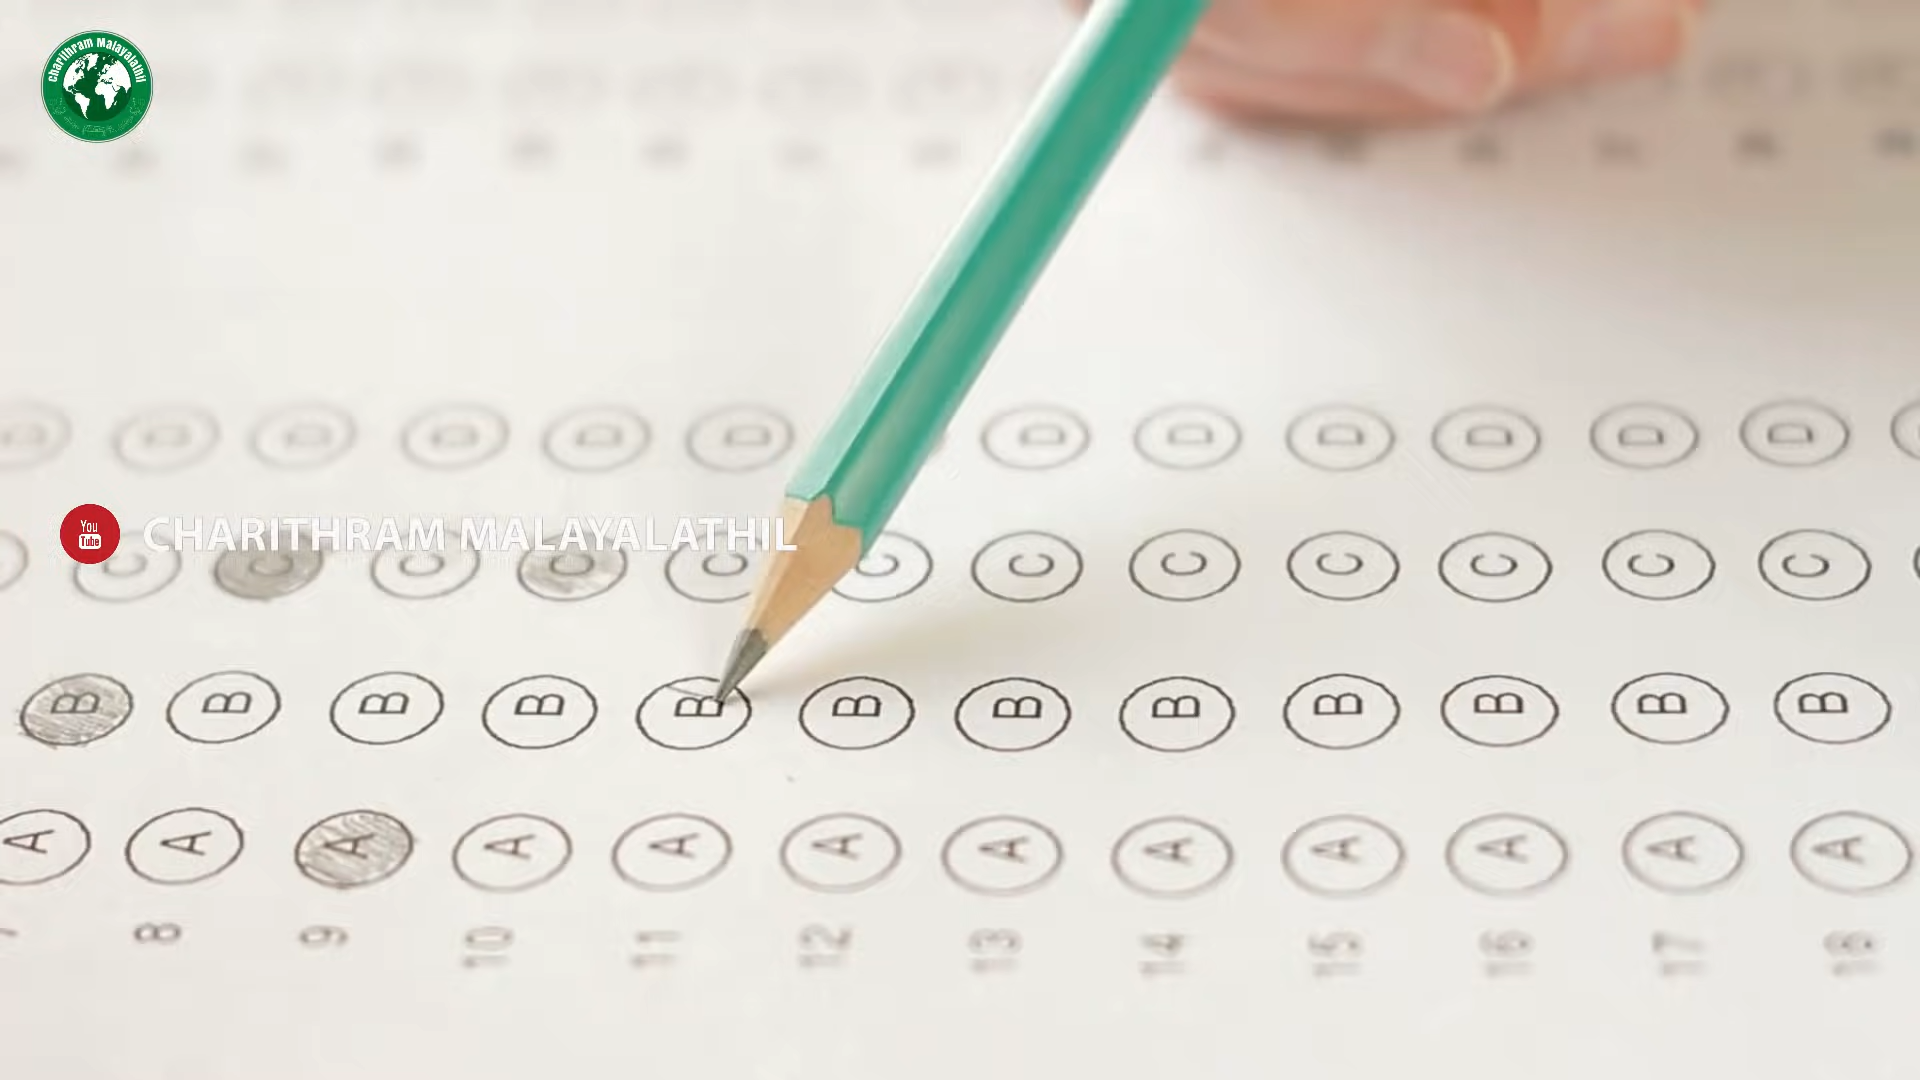 Charithram Malayalathil
D D D D D D D D D D D D
You
Tube
CHARITHRAM MALAYALATHIL
C C C C C C C C C C C C
B B B B B B B B B B B B
A A A A A A A A A A A A
8 9 10 11 12 13 14 15 16 17 18